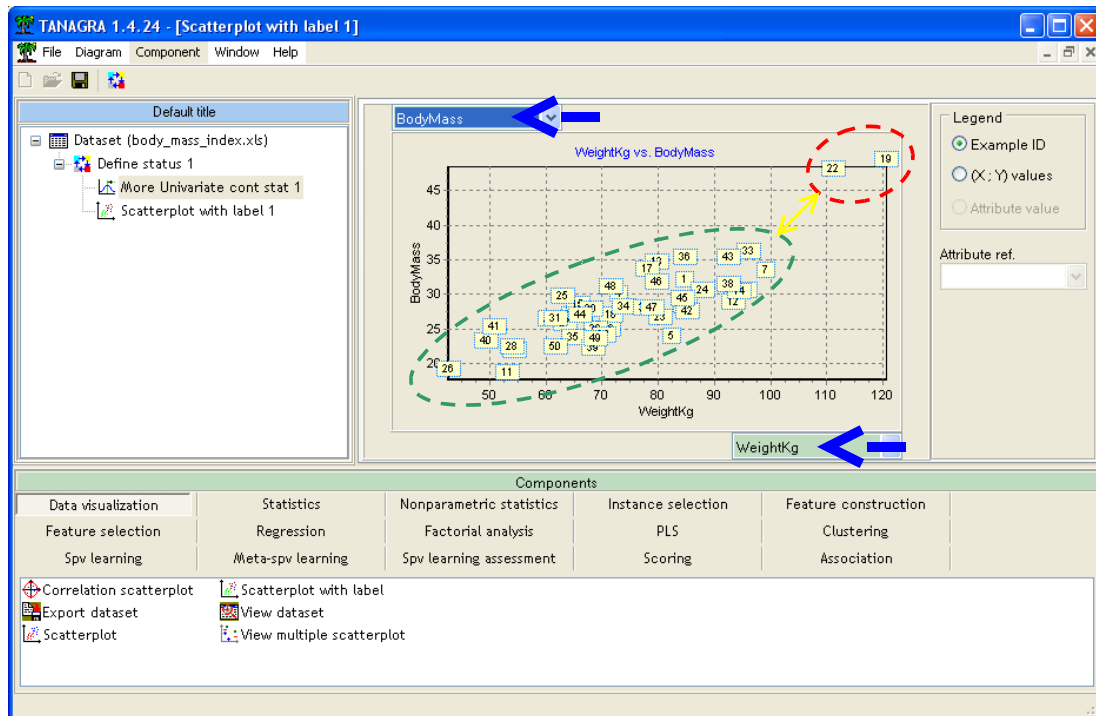 TANAGRA 1.4.24 - [Scatterplot with label 1]
File Diagram Component Window Help
Default title
Dataset (body_mass_index.xls)
Define status 1
More Univariate cont stat 1
Scatterplot with label 1
BodyMass
WeightKg vs. BodyMass
BodyMass
45
40
35
30
25
20
22
19
36
43
33
17
7
1
46
48
38
24
25
45
12
34
47
31
44
18
42
23
41
5
40
35
49
28
50
39
26
11
50
60
70
80
90
100
110
120
WeightKg
WeightKg
Legend
Example ID
(X ; Y) values
Attribute value
Attribute ref.
Components
Data visualization Statistics Nonparametric statistics Instance selection Feature construction
Feature selection Regression Factorial analysis PLS Clustering
Spv learning Meta-spv learning Spv learning assessment Scoring Association
Correlation scatterplot Scatterplot with label
Export dataset View dataset
Scatterplot View multiple scatterplot